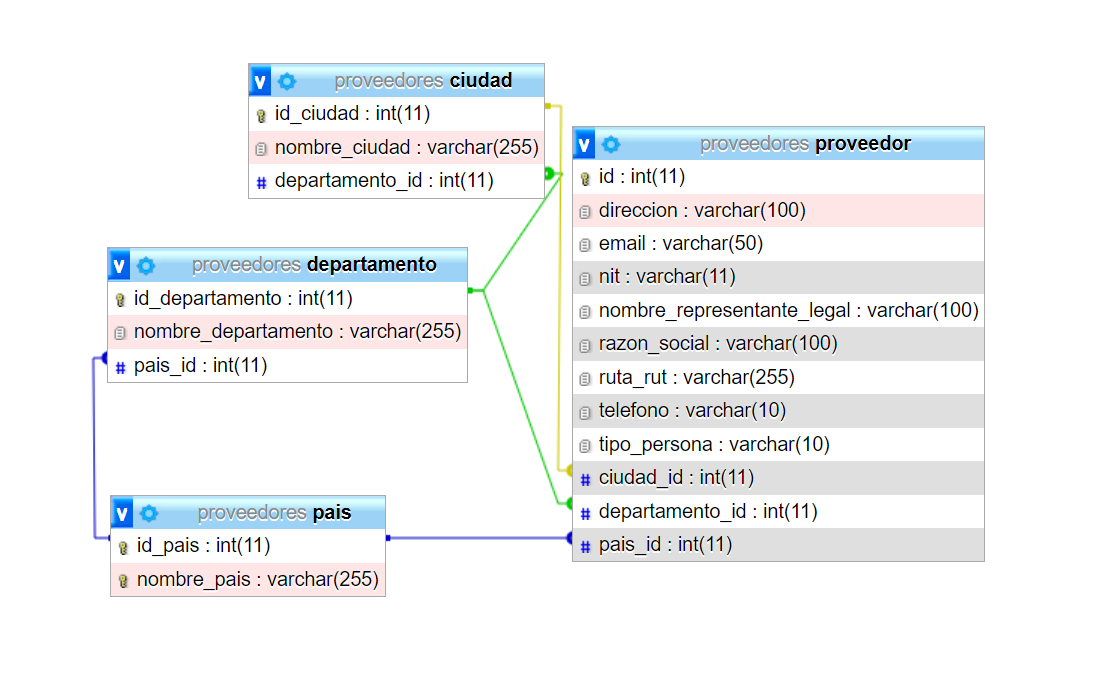 v proveedores ciudad
id_ciudad : int(11)
nombre_ciudad : varchar(255)
# departamento_id : int(11)
v proveedores departamento
id_departamento : int(11)
nombre_departamento : varchar(255)
# pais_id : int(11)
v proveedores pais
id_pais : int(11)
nombre_pais : varchar(255)
v proveedores proveedor
id : int(11)
direccion : varchar(100)
email : varchar(50)
nit : varchar(11)
nombre_representante_legal : varchar(100)
razon_social : varchar(100)
ruta_rut : varchar(255)
telefono : varchar(10)
tipo_persona : varchar(10)
# ciudad_id : int(11)
# departamento_id : int(11)
# pais_id : int(11)